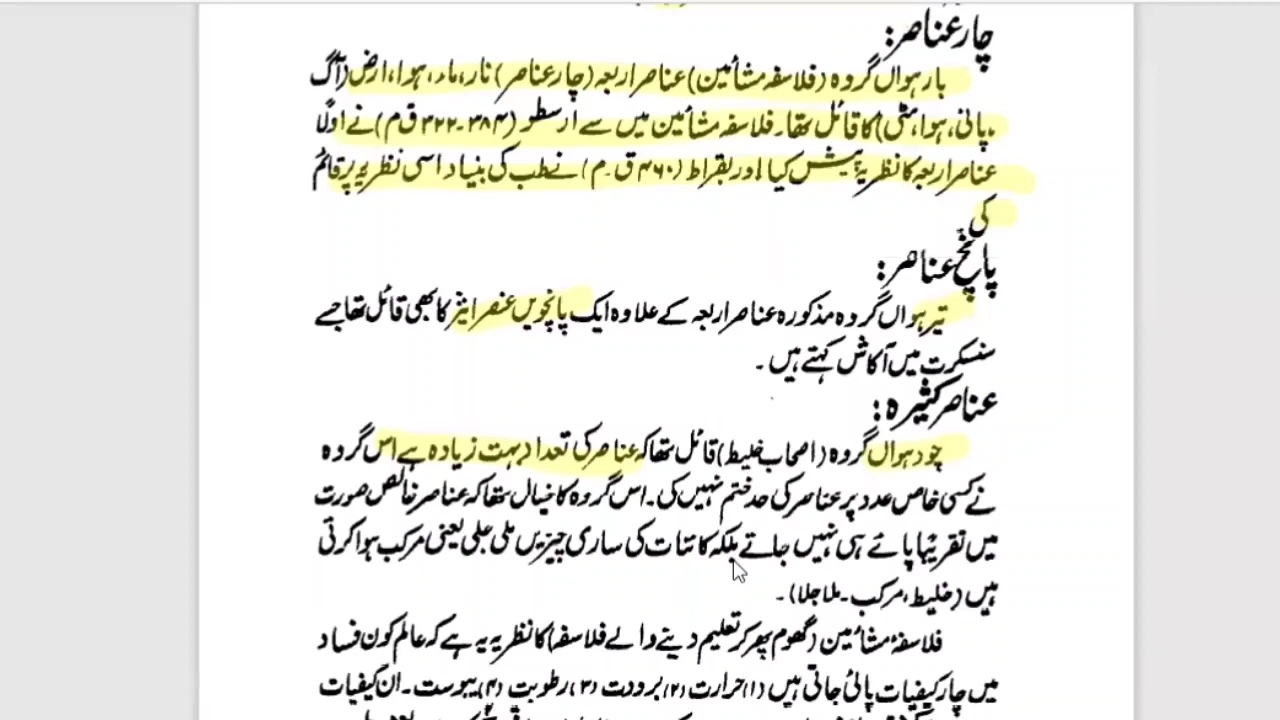 چار عناصر:
بارہواں گروہ (فلاسفہ مشائین) عناصر اربعہ (چار عناصر) نار، ماء، ہوا، ارض (آگ
، پانی، ہوا، مٹی) کا قائل تھا۔ فلاسفہ مشائین میں سے ارسطو (۳۸۴۔۳۲۲ ق م) نے اولاً
عناصر اربعہ کا نظریہ پیش کیا اور بقراط (۴۶۰ ق۔م) نے طب کی بنیاد اسی نظریہ پر قائم
کی
پانچ عناصر:
تیرہواں گروہ مذکورہ عناصر اربعہ کے علاوہ ایک پانچویں عنصر ایثر کا بھی قائل تھا جسے
سنسکرت میں آکاش کہتے ہیں ۔
عناصر کثیرہ:
چودہواں گروہ (اصحاب خلیط) قائل تھا کہ عناصر کی تعداد بہت زیادہ ہے اس گروہ
نے کسی خاص عدد پر عناصر کی حد ختم نہیں کی۔ اس گروہ کا خیال تھا کہ عناصر خالص صورت
میں تقریباً پائے ہی نہیں جاتے بلکہ کائنات کی ساری چیزیں ملی جلی یعنی مرکب ہوا کرتی
ہیں (خلیط، مرکب۔ ملا جلا)۔
فلاسفۂ مشائین (گھوم پھر کر تعلیم دینے والے فلاسفہ) کا نظریہ یہ ہے کہ عالم کون فساد
میں چار کیفیات پائی جاتی ہیں (۱) حرارت (۲) برودت (۳) رطوبت (۴) یبوست۔ ان کیفیات